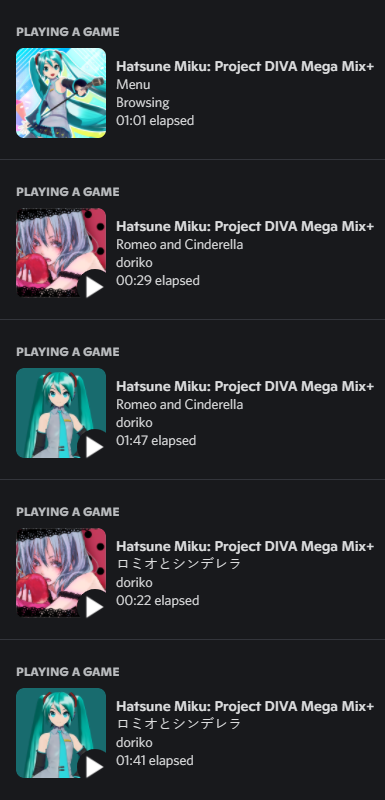 PLAYING A GAME
Hatsune Miku: Project DIVA Mega Mix+
Menu
Browsing
01:01 elapsed
PLAYING A GAME
Hatsune Miku: Project DIVA Mega Mix+
Romeo and Cinderella
doriko
00:29 elapsed
PLAYING A GAME
Hatsune Miku: Project DIVA Mega Mix+
Romeo and Cinderella
doriko
01:47 elapsed
PLAYING A GAME
Hatsune Miku: Project DIVA Mega Mix+
ロミオとシンデレラ
doriko
00:22 elapsed
PLAYING A GAME
Hatsune Miku: Project DIVA Mega Mix+
ロミオとシンデレラ
doriko
01:41 elapsed